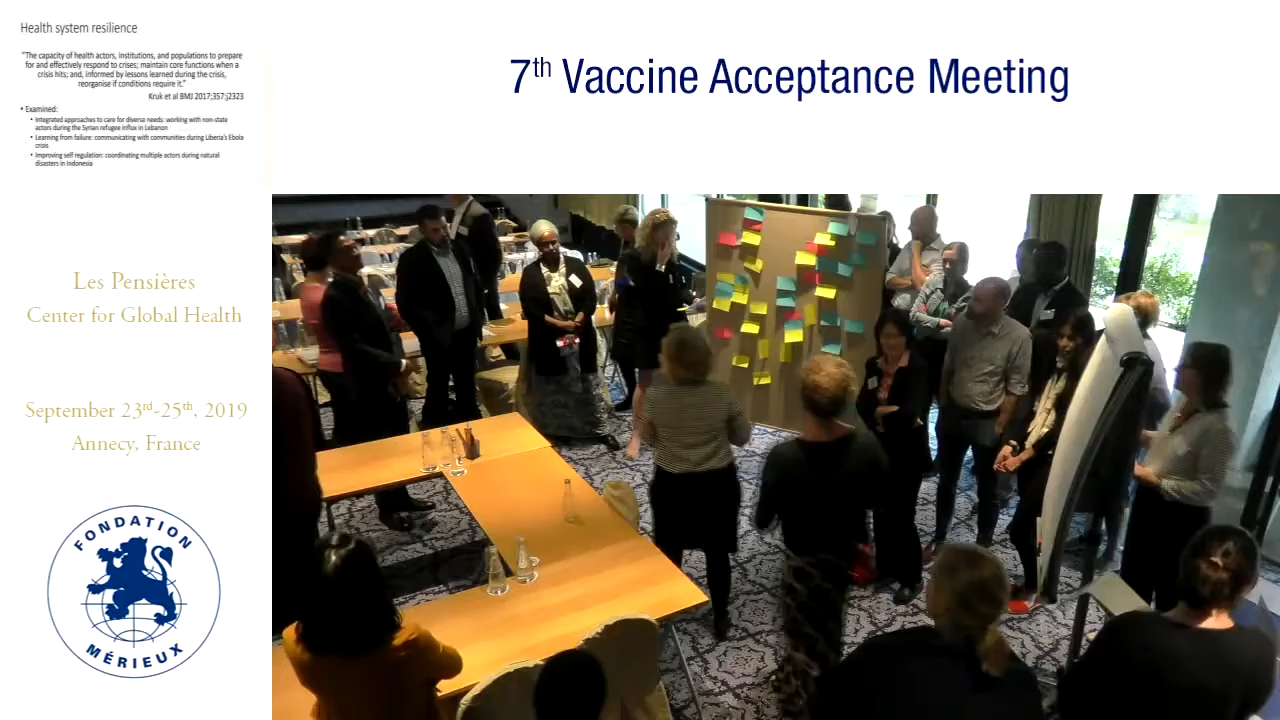 Health system resilience
"The capacity of health actors, institutions, and populations to prepare
for and effectively respond to crises; maintain core functions when a
crisis hits; and, informed by lessons learned during the crisis,
reorganise if conditions require it."
Kruk et al BMJ 2017;357:j2323
• Examined:
• Integrated approaches to care for diverse needs: working with non-state
actors during the Syrian refugee influx in Lebanon
• Learning from failure: communicating with communities during Liberia's Ebola
crisis
• Improving self regulation: coordinating multiple actors during natural
disasters in Indonesia
7th Vaccine Acceptance Meeting
Les Pensières
Center for Global Health
September 23rd-25th, 2019
Annecy, France
FONDATION
MÉRIEUX